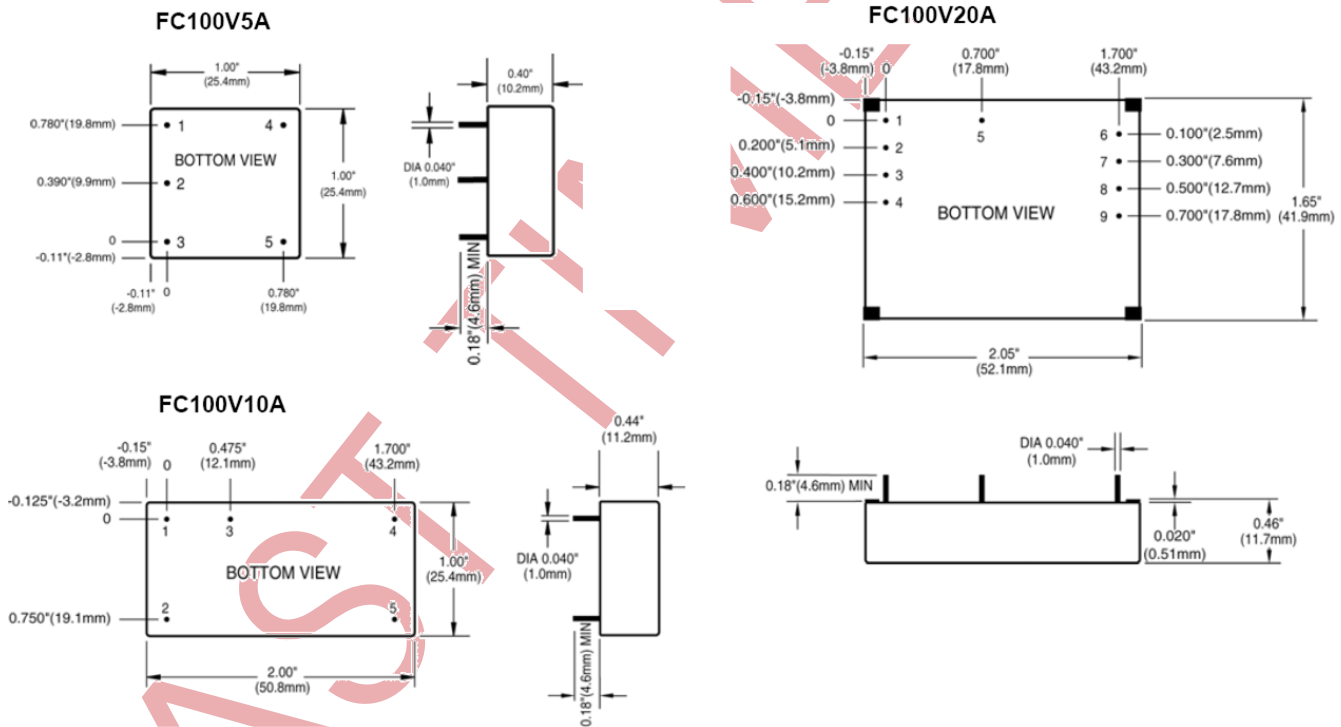 FC100V5A
1.00"
(25.4mm)
0.40"
(10.2mm)
0.780"(19.8mm)
1
4
BOTTOM VIEW
0.390"(9.9mm)
2
1.00"
(25.4mm)
0
3
5
-0.11"(-2.8mm)
-0.11"
(-2.8mm)
0
0.780"
(19.8mm)
DIA 0.040"
(1.0mm)
0.18"(4.6mm) MIN
FC100V20A
-0.15"
(-3.8mm)
0
0.700"
(17.8mm)
1.700"
(43.2mm)
-0.15"(-3.8mm)
0
1
5
6
0.100"(2.5mm)
0.200"(5.1mm)
2
7
0.300"(7.6mm)
0.400"(10.2mm)
3
8
0.500"(12.7mm)
0.600"(15.2mm)
4
9
0.700"(17.8mm)
BOTTOM VIEW
1.65"
(41.9mm)
2.05"
(52.1mm)
DIA 0.040"
(1.0mm)
0.18"(4.6mm) MIN
0.020"
(0.51mm)
0.46"
(11.7mm)
FC100V10A
-0.15"
(-3.8mm)
0
0.475"
(12.1mm)
1.700"
(43.2mm)
-0.125"(-3.2mm)
0
1
3
4
BOTTOM VIEW
1.00"
(25.4mm)
0.750"(19.1mm)
2
5
2.00"
(50.8mm)
0.44"
(11.2mm)
DIA 0.040"
(1.0mm)
0.18"(4.6mm) MIN